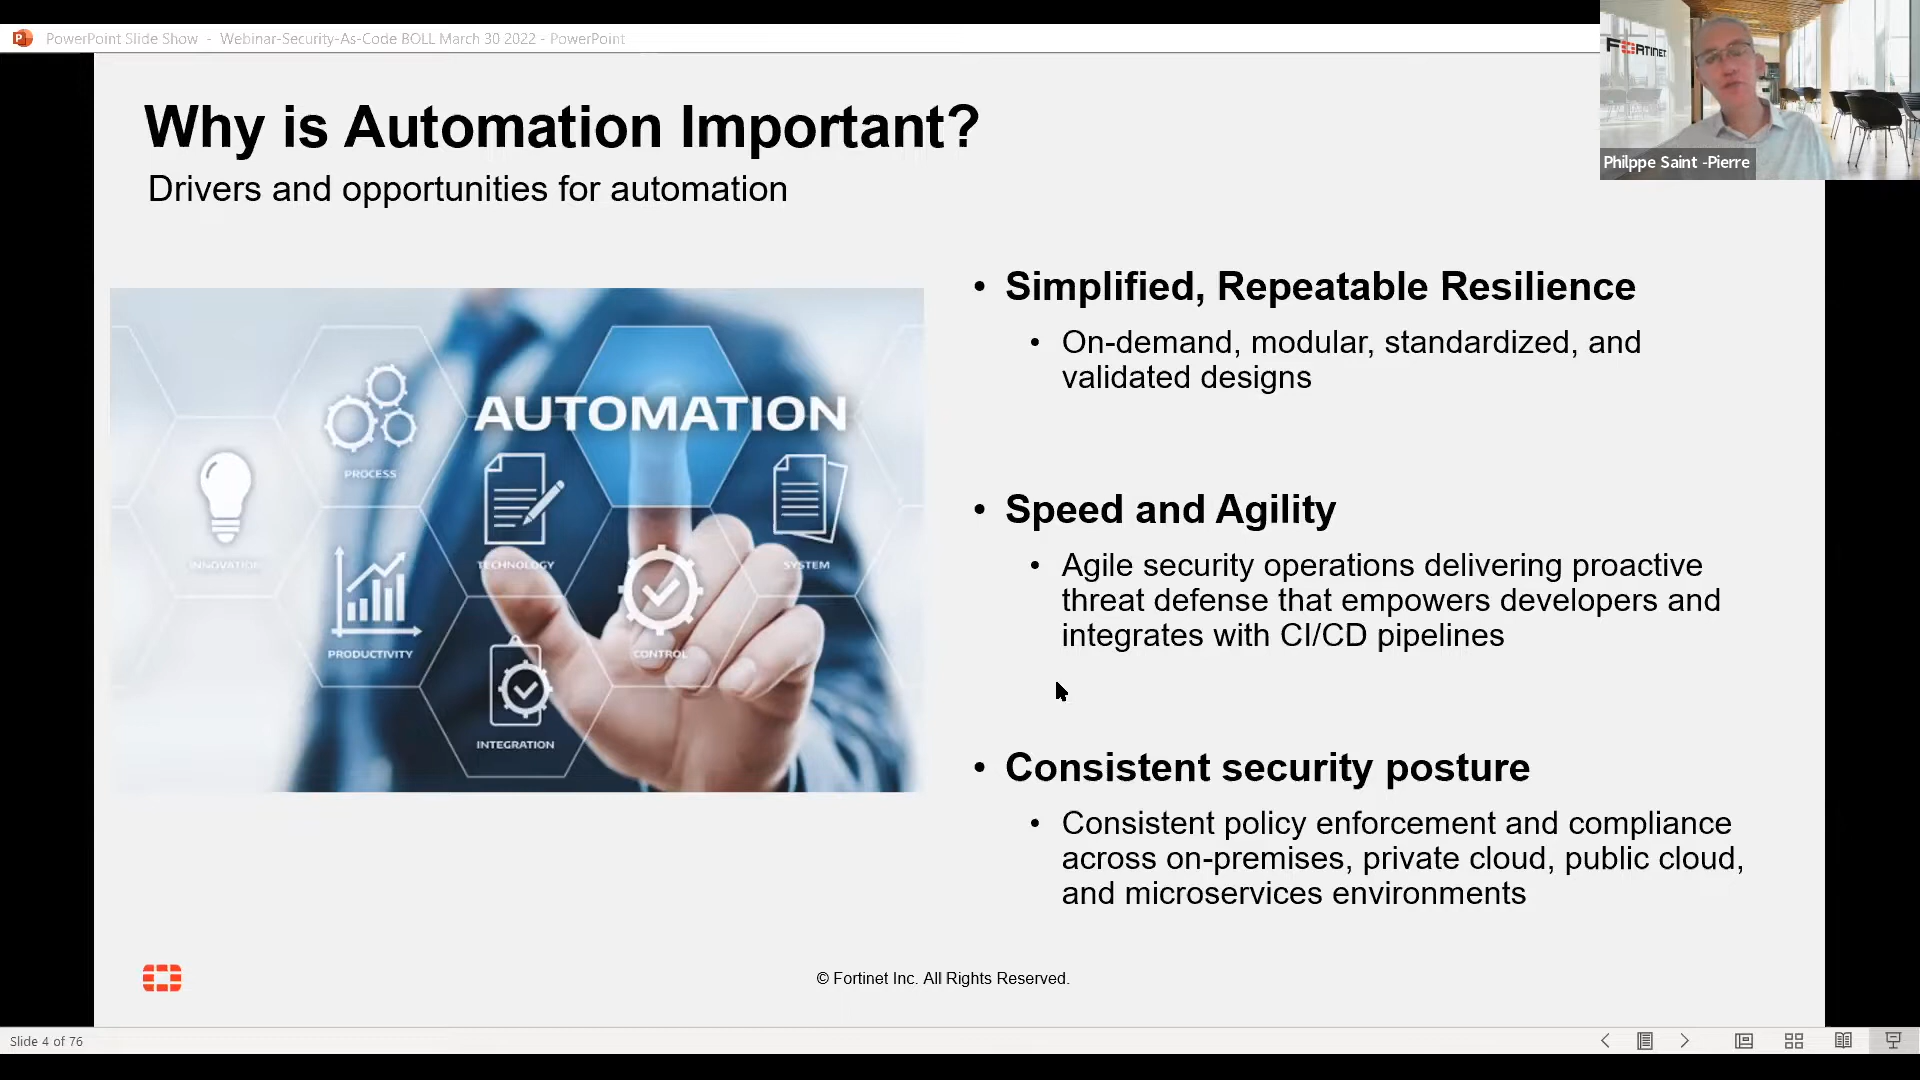 PowerPoint Slide Show - Webinar-Security-As-Code BOLL March 30 2022 - PowerPoint
FORTINET
Philppe Saint -Pierre
Why is Automation Important?
Drivers and opportunities for automation
AUTOMATION
PROCESS
INNOVATION
TECHNOLOGY
SYSTEM
PRODUCTIVITY
CONTROL
INTEGRATION
• Simplified, Repeatable Resilience
• On-demand, modular, standardized, and
validated designs
• Speed and Agility
• Agile security operations delivering proactive
threat defense that empowers developers and
integrates with CI/CD pipelines
• Consistent security posture
• Consistent policy enforcement and compliance
across on-premises, private cloud, public cloud,
and microservices environments
© Fortinet Inc. All Rights Reserved.
Slide 4 of 76